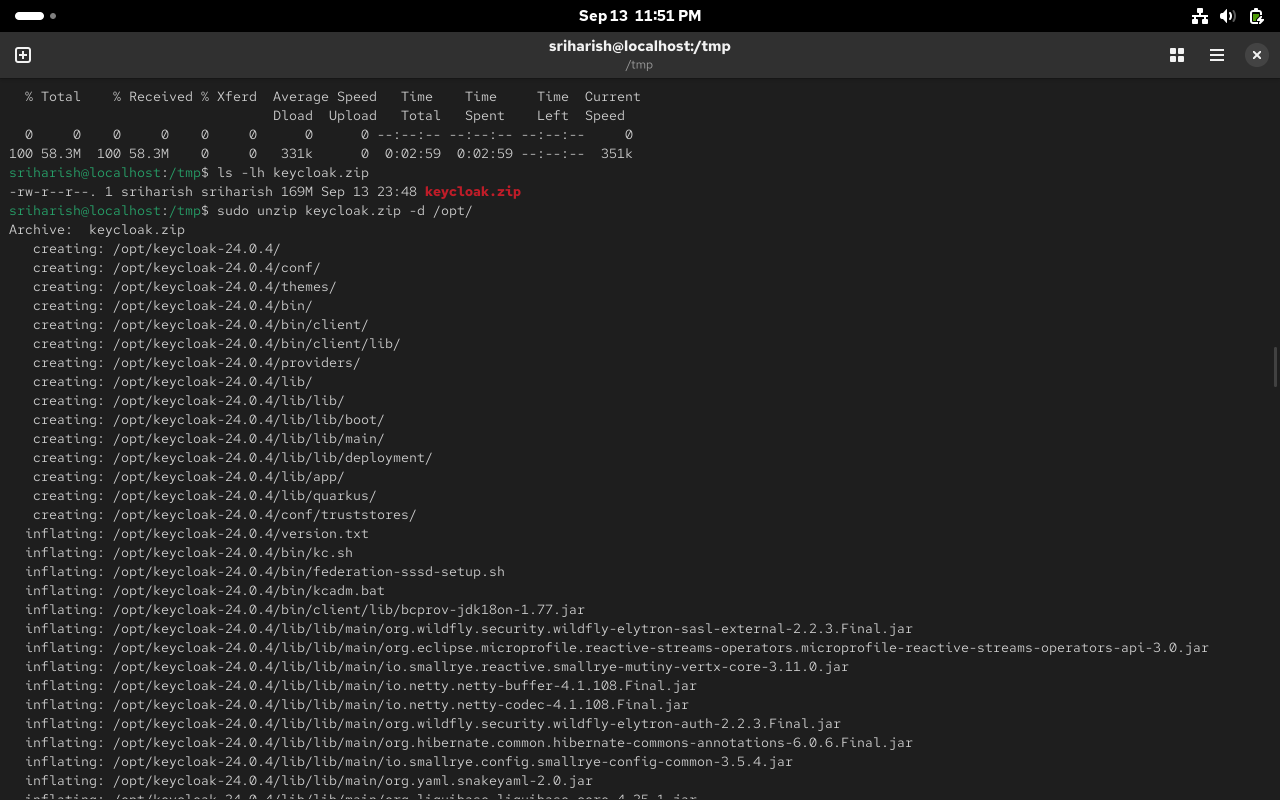 Sep 13 11:51 PM
sriharish@localhost:/tmp
/tmp
% Total % Received % Xferd Average Speed Time Time Time Current
Dload Upload Total Spent Left Speed
0 0 0 0 0 0 0 0 --:--:-- --:--:-- --:--:-- 0
100 58.3M 100 58.3M 0 0 331k 0 0:02:59 0:02:59 --:--:-- 351k
sriharish@localhost:/tmp$ ls -lh keycloak.zip
-rw-r--r--. 1 sriharish sriharish 169M Sep 13 23:48 keycloak.zip
sriharish@localhost:/tmp$ sudo unzip keycloak.zip -d /opt/
Archive: keycloak.zip
creating: /opt/keycloak-24.0.4/
creating: /opt/keycloak-24.0.4/conf/
creating: /opt/keycloak-24.0.4/themes/
creating: /opt/keycloak-24.0.4/bin/
creating: /opt/keycloak-24.0.4/bin/client/
creating: /opt/keycloak-24.0.4/bin/client/lib/
creating: /opt/keycloak-24.0.4/providers/
creating: /opt/keycloak-24.0.4/lib/
creating: /opt/keycloak-24.0.4/lib/lib/
creating: /opt/keycloak-24.0.4/lib/lib/boot/
creating: /opt/keycloak-24.0.4/lib/lib/main/
creating: /opt/keycloak-24.0.4/lib/lib/deployment/
creating: /opt/keycloak-24.0.4/lib/app/
creating: /opt/keycloak-24.0.4/lib/quarkus/
creating: /opt/keycloak-24.0.4/conf/truststores/
inflating: /opt/keycloak-24.0.4/version.txt
inflating: /opt/keycloak-24.0.4/bin/kc.sh
inflating: /opt/keycloak-24.0.4/bin/federation-sssd-setup.sh
inflating: /opt/keycloak-24.0.4/bin/kcadm.bat
inflating: /opt/keycloak-24.0.4/bin/client/lib/bcprov-jdk18on-1.77.jar
inflating: /opt/keycloak-24.0.4/lib/lib/main/org.wildfly.security.wildfly-elytron-sasl-external-2.2.3.Final.jar
inflating: /opt/keycloak-24.0.4/lib/lib/main/org.eclipse.microprofile.reactive-streams-operators.microprofile-reactive-streams-operators-api-3.0.jar
inflating: /opt/keycloak-24.0.4/lib/lib/main/io.smallrye.reactive.smallrye-mutiny-vertx-core-3.11.0.jar
inflating: /opt/keycloak-24.0.4/lib/lib/main/io.netty.netty-buffer-4.1.108.Final.jar
inflating: /opt/keycloak-24.0.4/lib/lib/main/io.netty.netty-codec-4.1.108.Final.jar
inflating: /opt/keycloak-24.0.4/lib/lib/main/org.wildfly.security.wildfly-elytron-auth-2.2.3.Final.jar
inflating: /opt/keycloak-24.0.4/lib/lib/main/org.hibernate.common.hibernate-commons-annotations-6.0.6.Final.jar
inflating: /opt/keycloak-24.0.4/lib/lib/main/io.smallrye.config.smallrye-config-common-3.5.4.jar
inflating: /opt/keycloak-24.0.4/lib/lib/main/org.yaml.snakeyaml-2.0.jar
inflating: